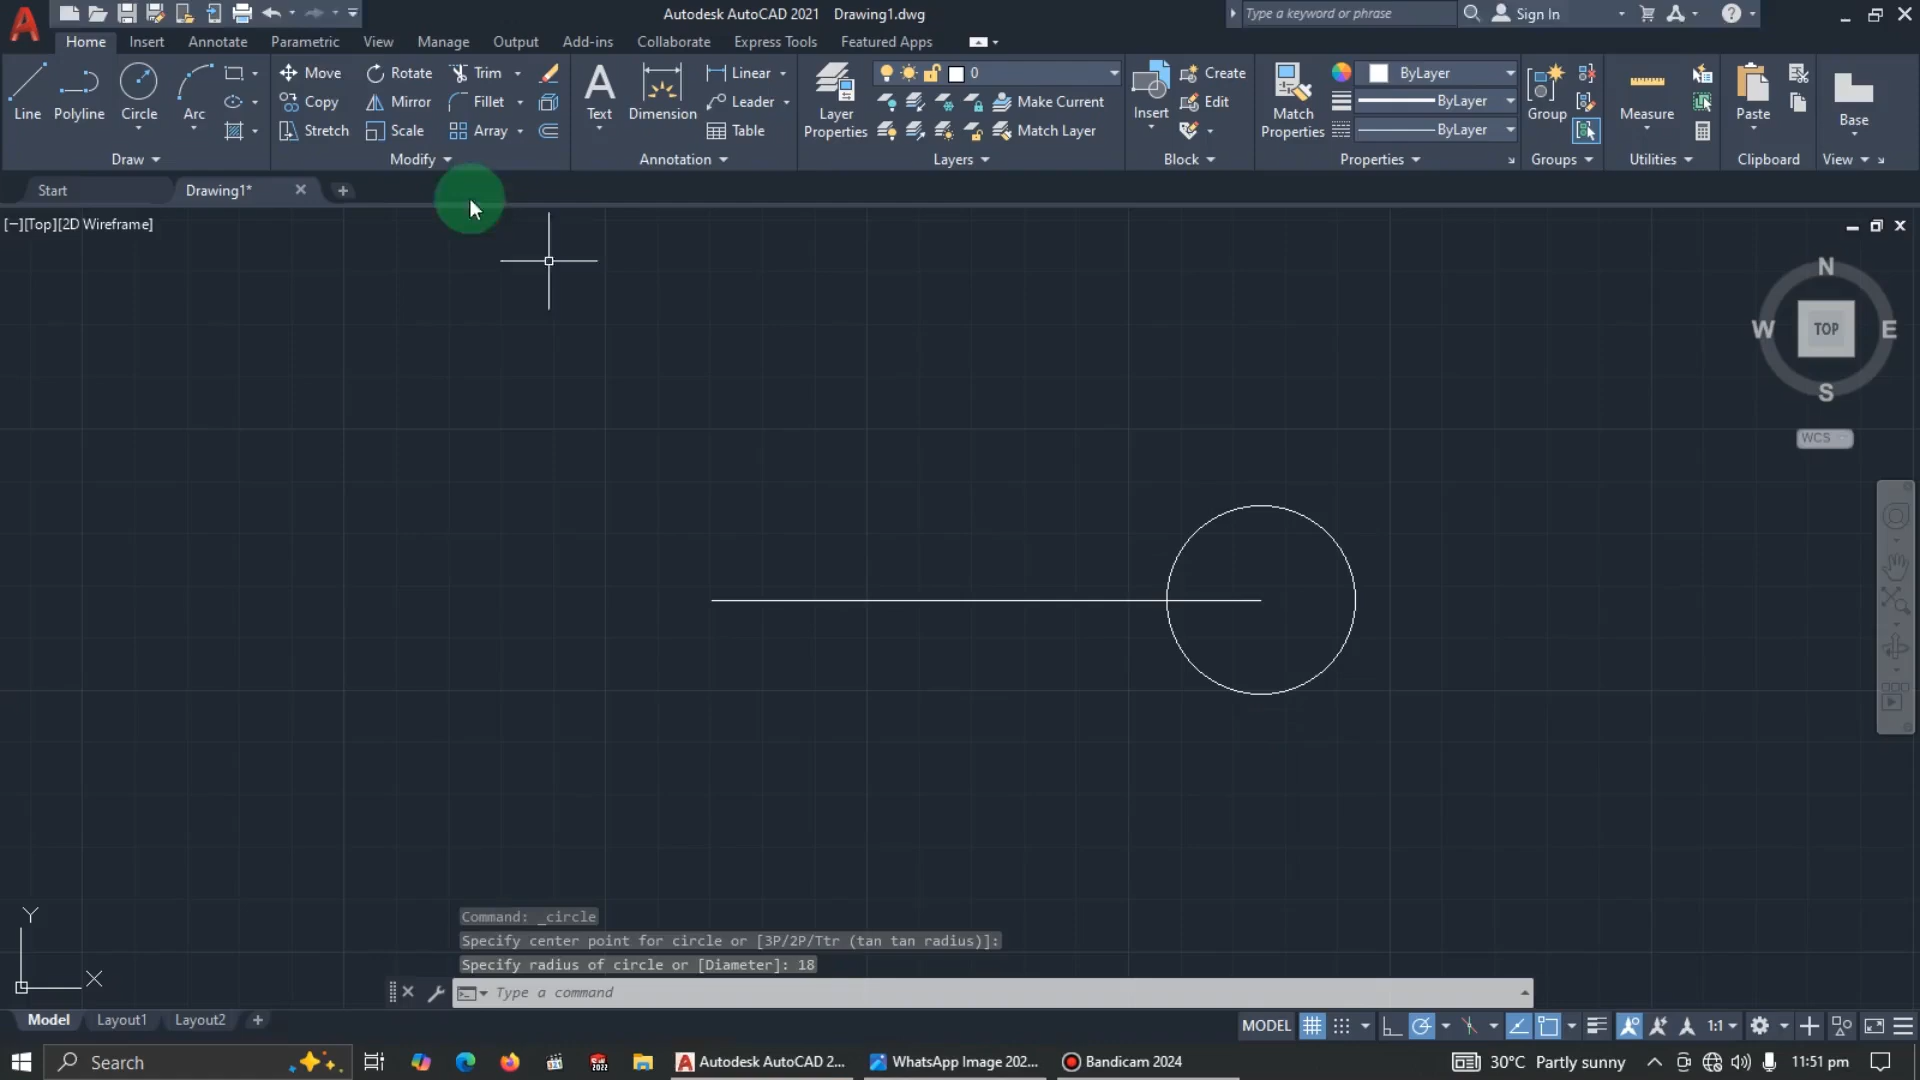 Autodesk AutoCAD 2021 Drawing1.dwg
Type a keyword or phrase
Sign In
Home Insert Annotate Parametric View Manage Output Add-ins Collaborate Express Tools Featured Apps
Line Polyline Circle Arc
Move Rotate Trim
Copy Mirror Fillet
Stretch Scale Array
Text Dimension
Linear
Leader
Table
Layer
Properties
0
Make Current
Match Layer
Insert
Create
Edit
Match
Properties
ByLayer
ByLayer
ByLayer
Group
Measure
Paste
Base
Draw Modify Annotation Layers Block Properties Groups Utilities Clipboard View
Start Drawing1*
[−][Top][2D Wireframe]
N
W TOP E
S
WCS
Y
X
Command: _circle
Specify center point for circle or [3P/2P/Ttr (tan tan radius)]:
Specify radius of circle or [Diameter]: 18
Type a command
Model Layout1 Layout2
MODEL 1:1
Search
Autodesk AutoCAD 2...
WhatsApp Image 202...
Bandicam 2024
30°C Partly sunny
11:51 pm